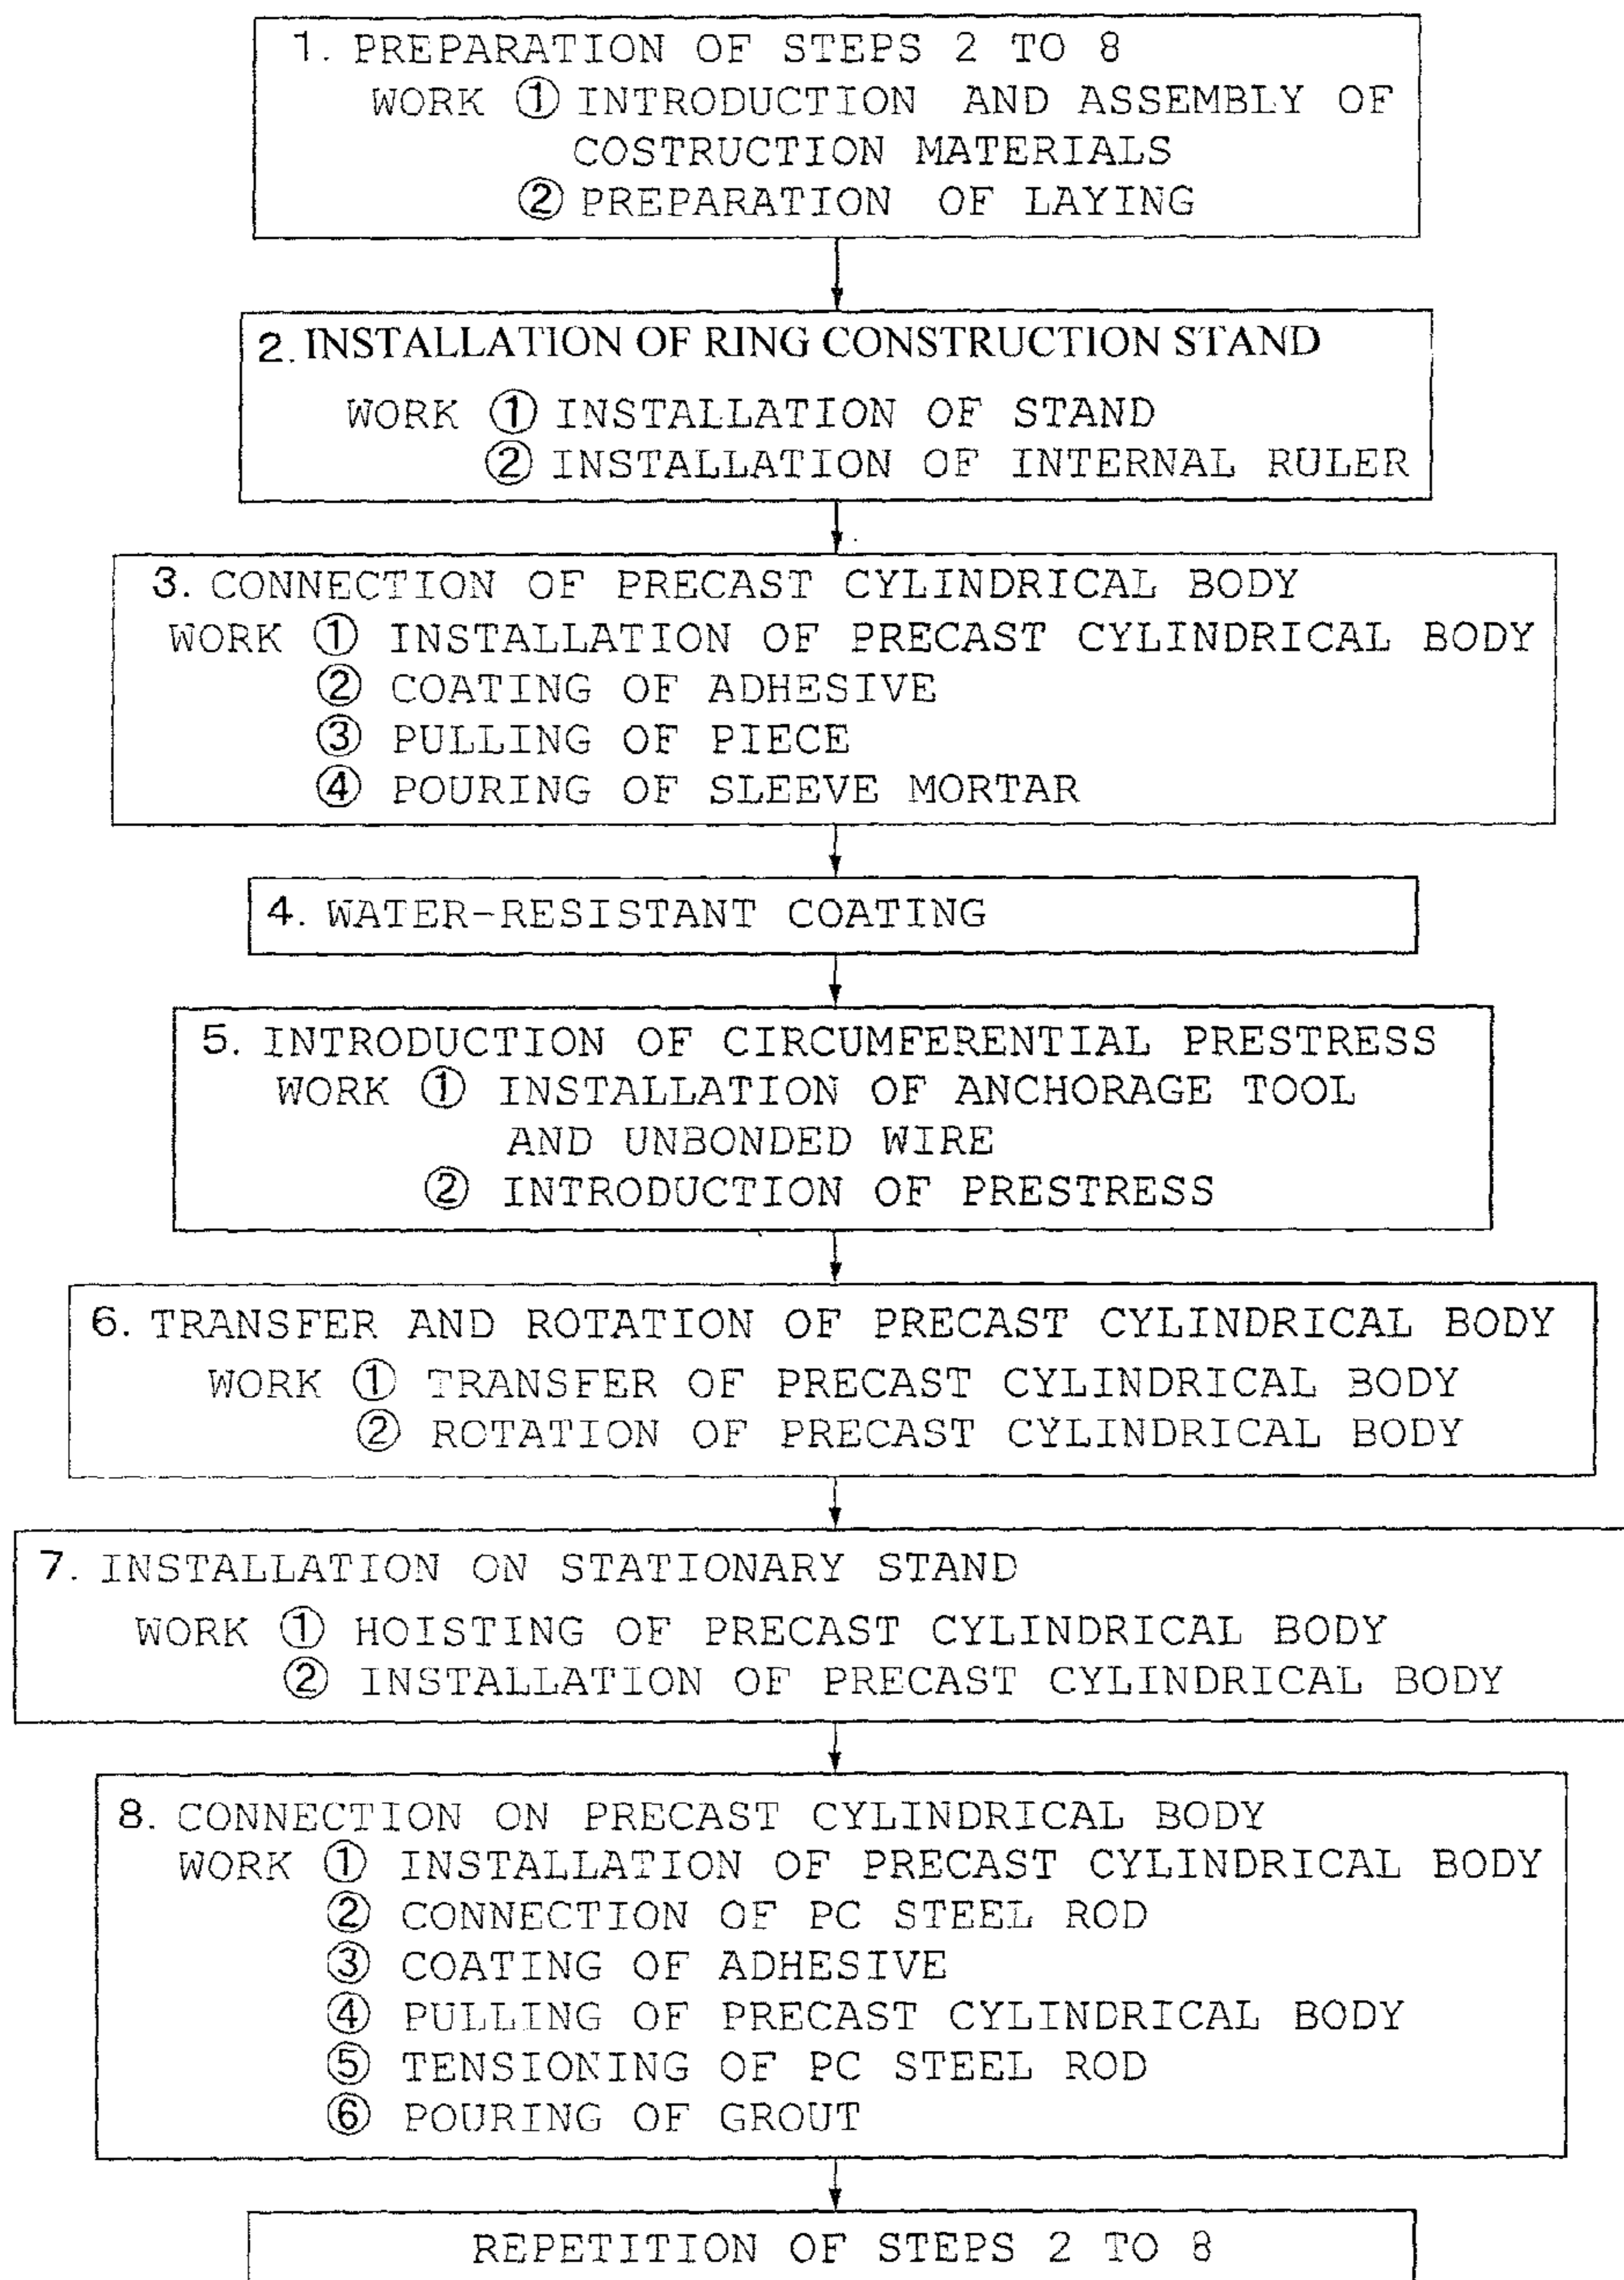 1. PREPARATION OF STEPS 2 TO 8
WORK ① INTRODUCTION AND ASSEMBLY OF
COSTRUCTION MATERIALS
② PREPARATION OF LAYING
2. INSTALLATION OF RING CONSTRUCTION STAND
WORK ① INSTALLATION OF STAND
② INSTALLATION OF INTERNAL RULER
3. CONNECTION OF PRECAST CYLINDRICAL BODY
WORK ① INSTALLATION OF PRECAST CYLINDRICAL BODY
② COATING OF ADHESIVE
③ PULLING OF PIECE
④ POURING OF SLEEVE MORTAR
4. WATER-RESISTANT COATING
5. INTRODUCTION OF CIRCUMFERENTIAL PRESTRESS
WORK ① INSTALLATION OF ANCHORAGE TOOL
AND UNBONDED WIRE
② INTRODUCTION OF PRESTRESS
6. TRANSFER AND ROTATION OF PRECAST CYLINDRICAL BODY
WORK ① TRANSFER OF PRECAST CYLINDRICAL BODY
② ROTATION OF PRECAST CYLINDRICAL BODY
7. INSTALLATION ON STATIONARY STAND
WORK ① HOISTING OF PRECAST CYLINDRICAL BODY
② INSTALLATION OF PRECAST CYLINDRICAL BODY
8. CONNECTION ON PRECAST CYLINDRICAL BODY
WORK ① INSTALLATION OF PRECAST CYLINDRICAL BODY
② CONNECTION OF PC STEEL ROD
③ COATING OF ADHESIVE
④ PULLING OF PRECAST CYLINDRICAL BODY
⑤ TENSIONING OF PC STEEL ROD
⑥ POURING OF GROUT
REPETITION OF STEPS 2 TO 8